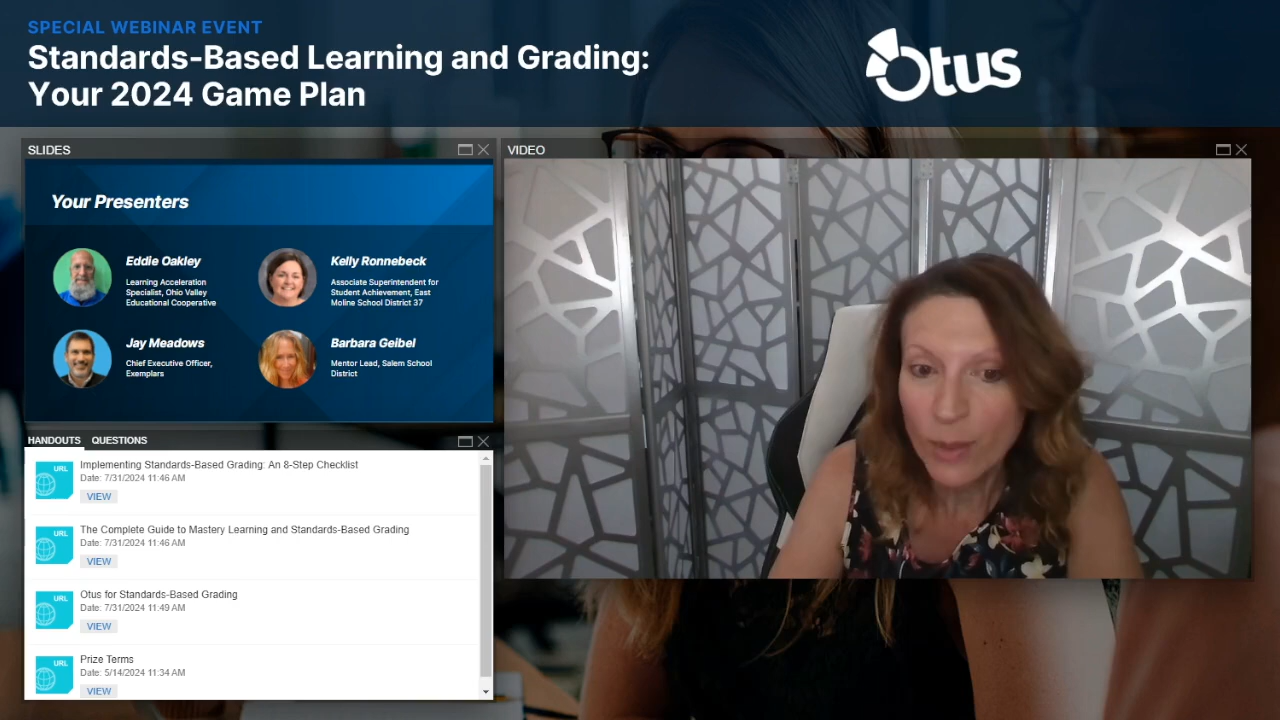 SPECIAL WEBINAR EVENT
Standards-Based Learning and Grading:
Your 2024 Game Plan
Otus
SLIDES
Your Presenters
Eddie Oakley
Learning Acceleration
Specialist, Ohio Valley
Educational Cooperative
Kelly Ronnebeck
Associate Superintendent for
Student Achievement, East
Moline School District 37
Jay Meadows
Chief Executive Officer,
Exemplars
Barbara Geibel
Mentor Lead, Salem School
District
VIDEO
HANDOUTS QUESTIONS
URL
Implementing Standards-Based Grading: An 8-Step Checklist
Date: 7/31/2024 11:46 AM
VIEW
URL
The Complete Guide to Mastery Learning and Standards-Based Grading
Date: 7/31/2024 11:46 AM
VIEW
URL
Otus for Standards-Based Grading
Date: 7/31/2024 11:49 AM
VIEW
URL
Prize Terms
Date: 5/14/2024 11:34 AM
VIEW